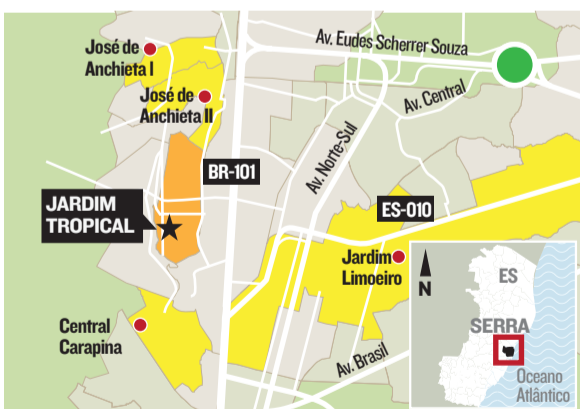 José de
Anchieta I
José de
Anchieta II
Av. Eudes Scherrer Souza
Av. Central
BR-101
Av. Norte-Sul
JARDIM
TROPICAL
ES-010
Jardim
Limoeiro
Central
Carapina
Av. Brasil
N
ES
SERRA
Oceano
Atlântico